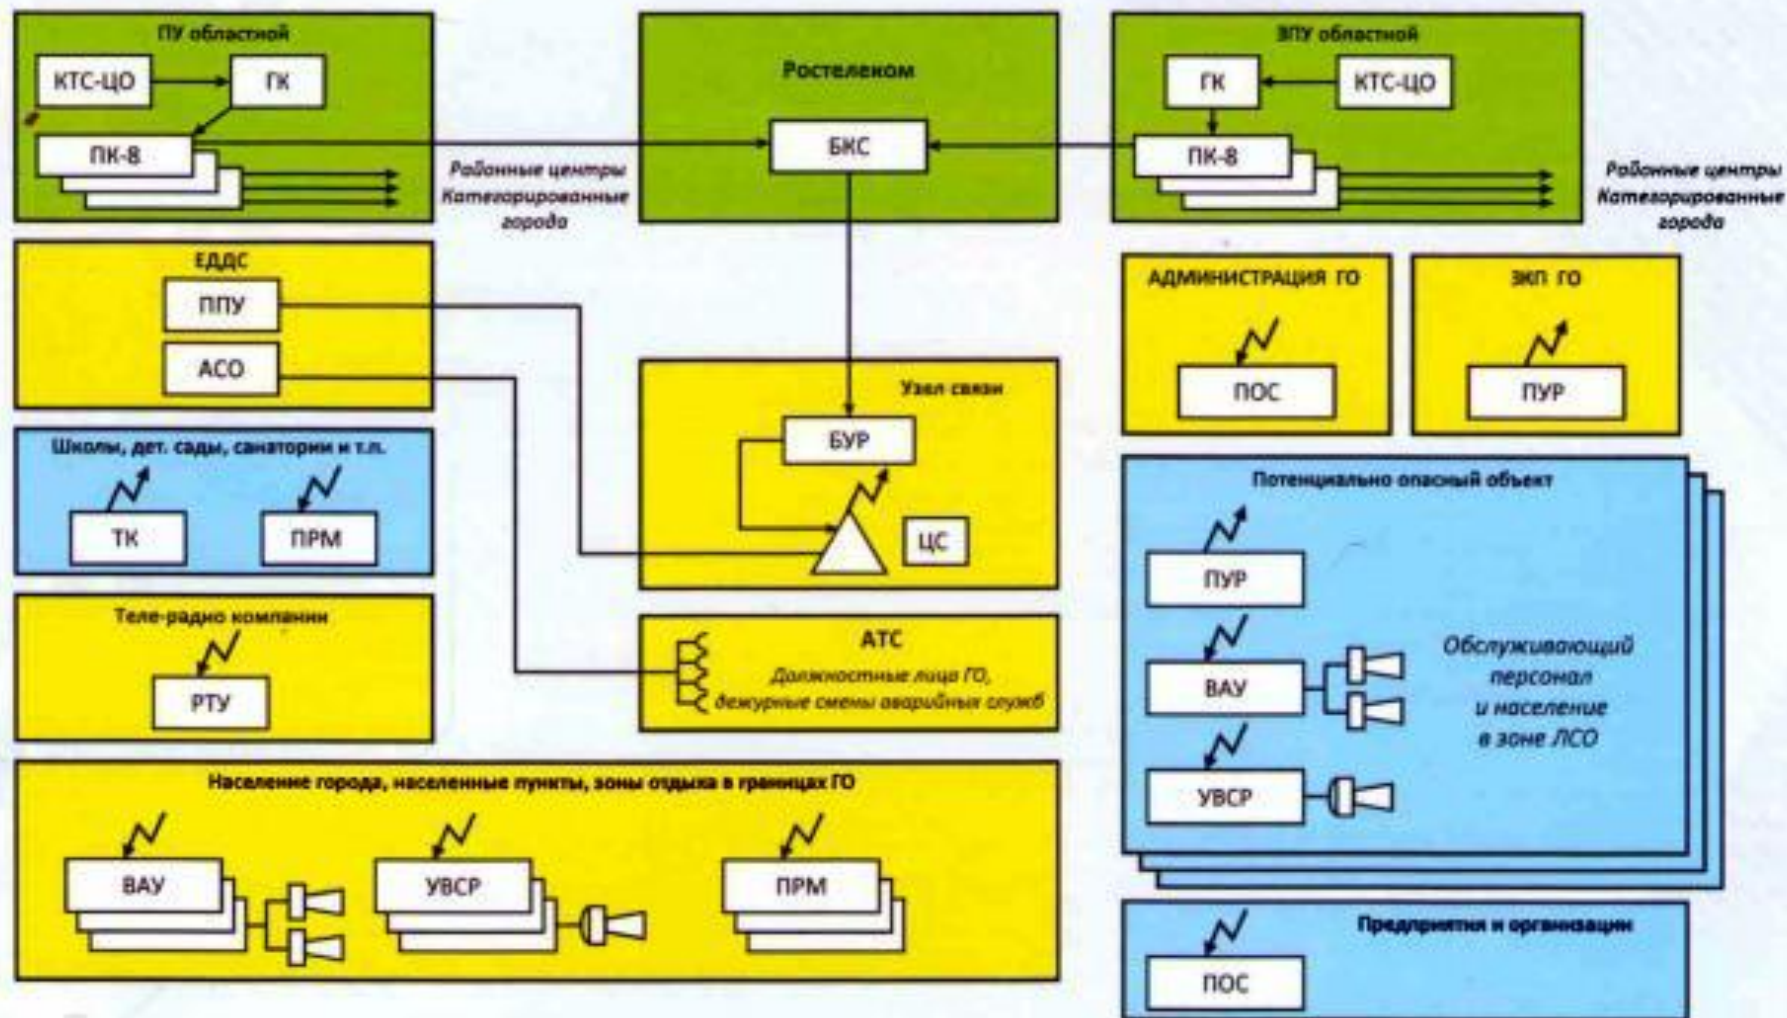 ПУ областной
КТС-ЦО
ГК
ПК-8
Районные центры
Категорированные
города
Ростелеком
БКС
ЗПУ областной
ГК
КТС-ЦО
ПК-8
Районные центры
Категорированные
города
ЕДДС
ППУ
АСО
Узел связи
БУР
ЦС
АДМИНИСТРАЦИЯ ГО
ПОС
ЗКП ГО
ПУР
Школы, дет. сады, санатории и т.п.
ТК
ПРМ
Теле-радио компании
РТУ
АТС
Должностные лица ГО,
дежурные смены аварийных служб
Потенциально опасный объект
ПУР
ВАУ
УВСР
Обслуживающий
персонал
и население
в зоне ЛСО
Население города, населенные пункты, зоны отдыха в границах ГО
ВАУ
УВСР
ПРМ
Предприятия и организации
ПОС